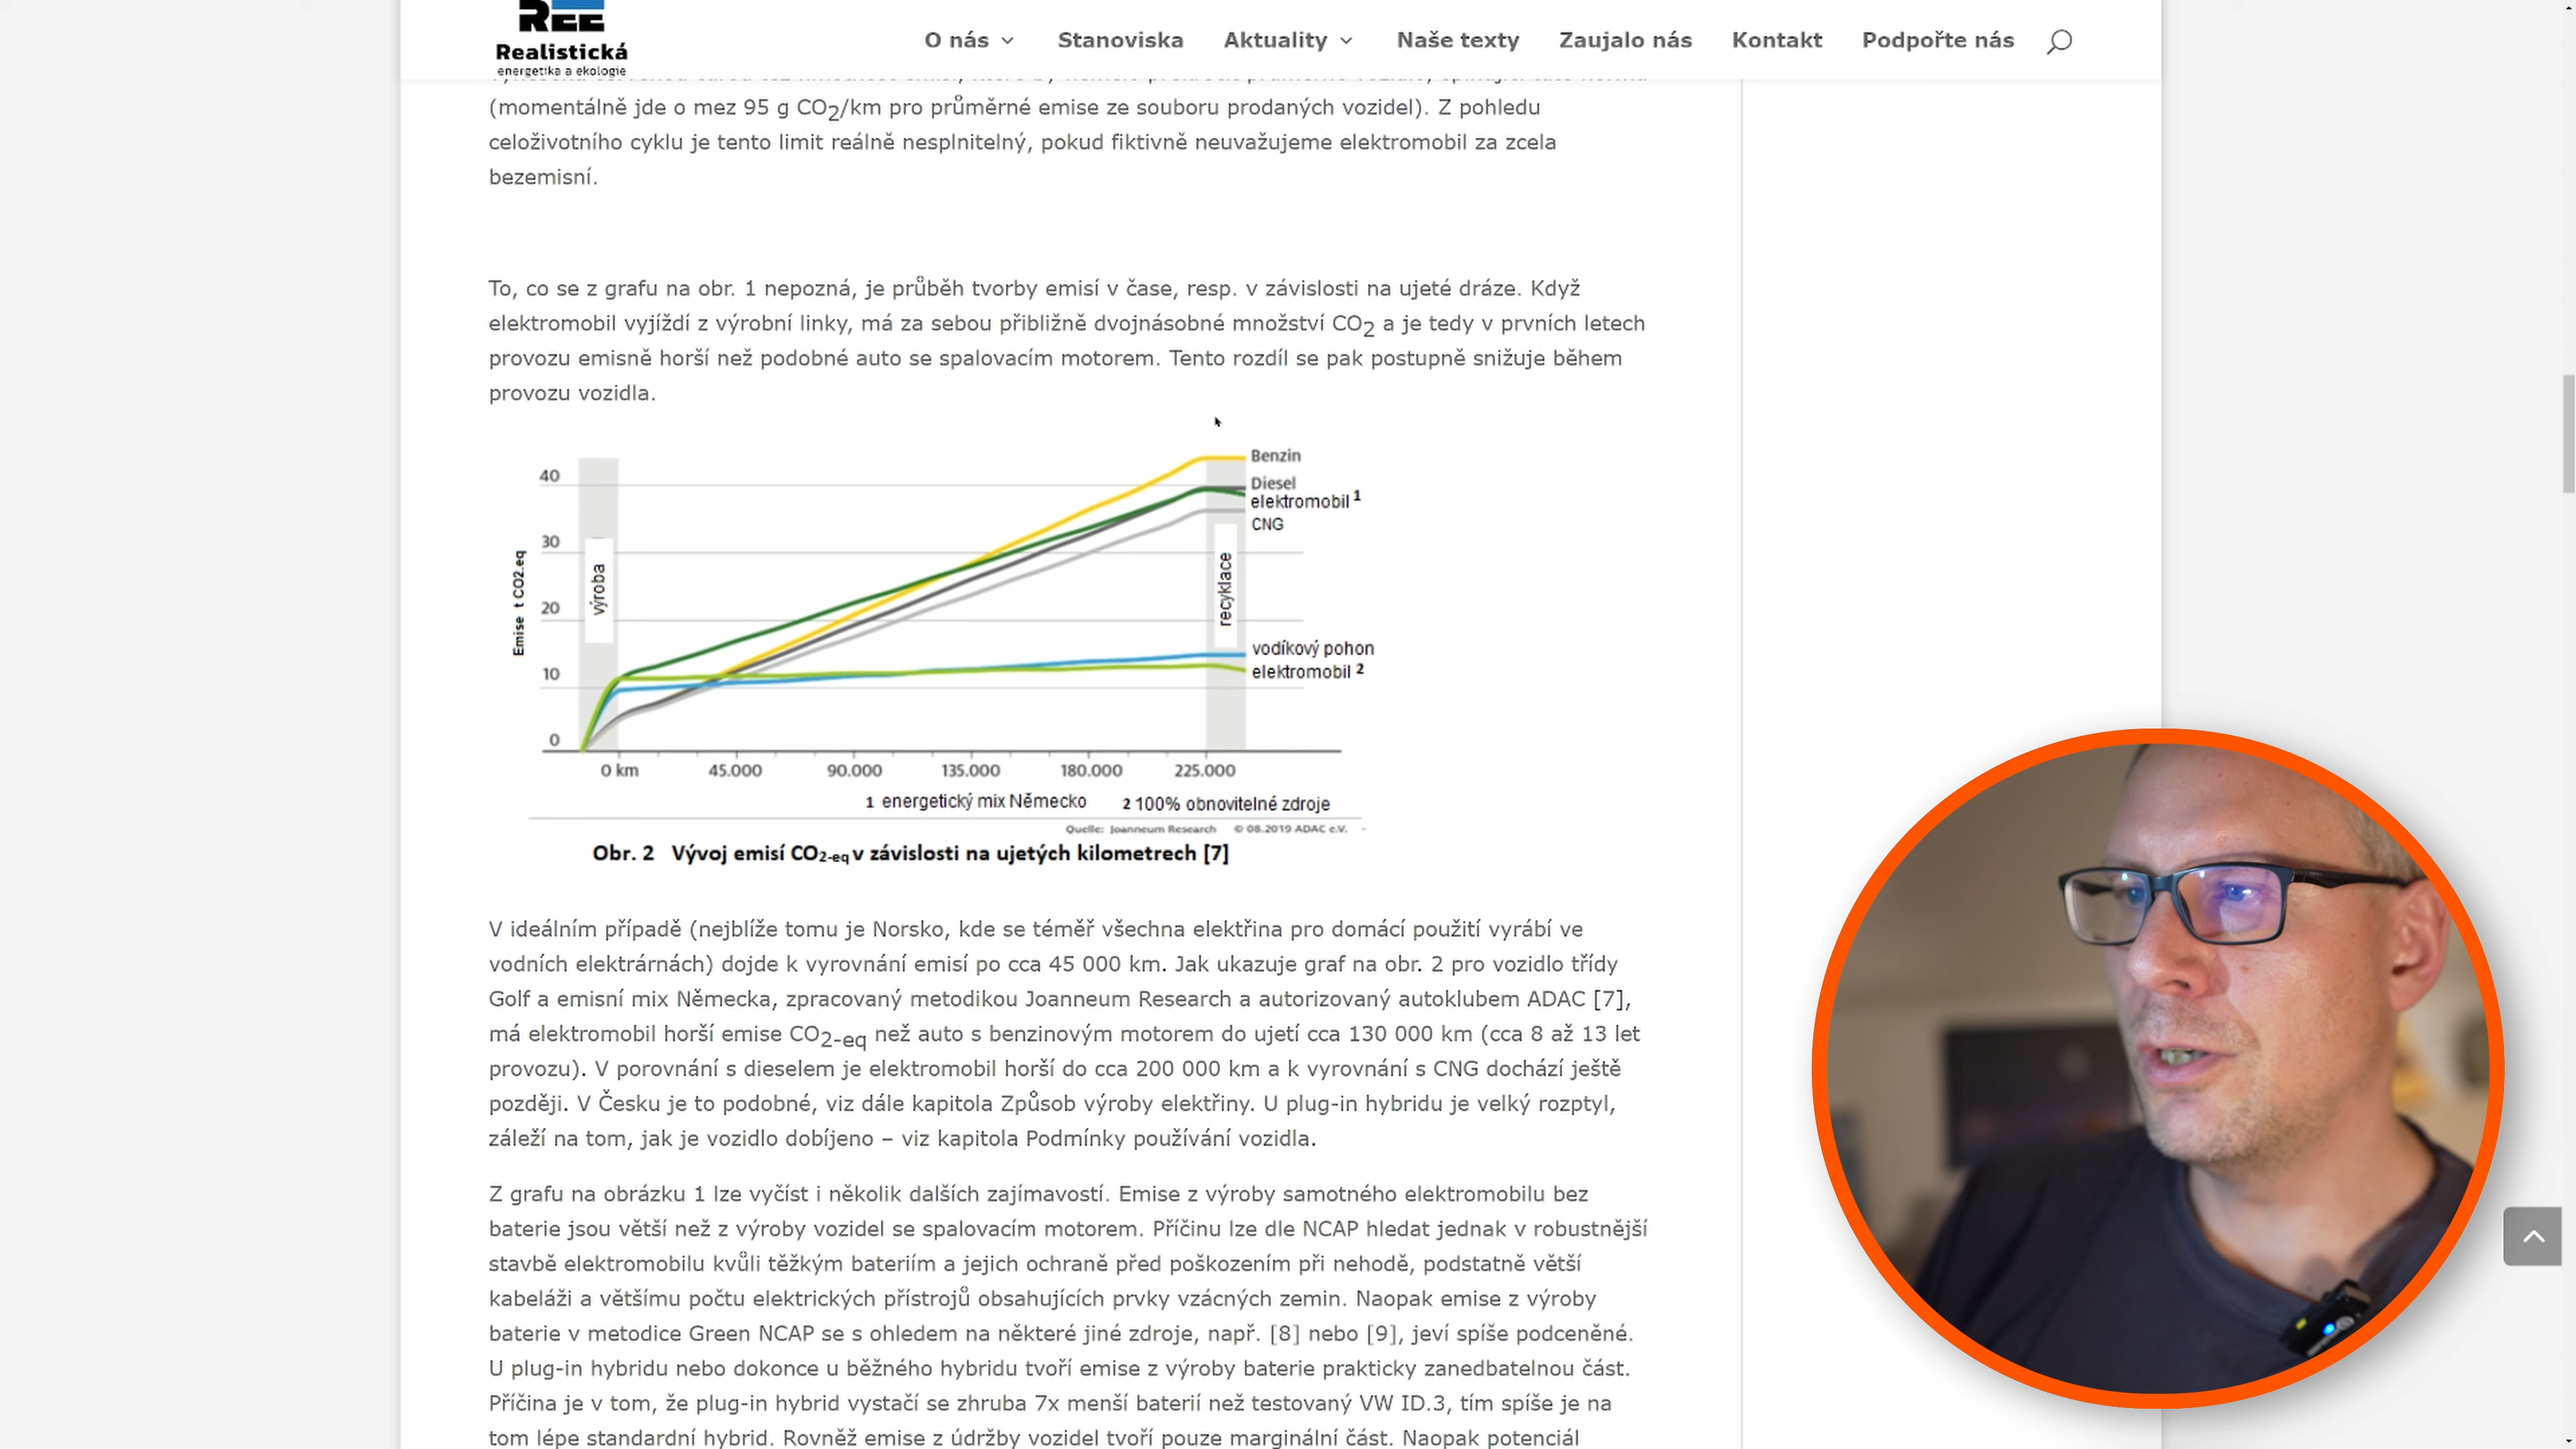 REE
Realistická
energetika a ekologie
O nás
Stanoviska
Aktuality
Naše texty
Zaujalo nás
Kontakt
Podpořte nás
(momentálně jde o mez 95 g CO2/km pro průměrné emise ze souboru prodaných vozidel). Z pohledu
celoživotního cyklu je tento limit reálně nesplnitelný, pokud fiktivně neuvažujeme elektromobil za zcela
bezemisní.
To, co se z grafu na obr. 1 nepozná, je průběh tvorby emisí v čase, resp. v závislosti na ujeté dráze. Když
elektromobil vyjíždí z výrobní linky, má za sebou přibližně dvojnásobné množství CO2 a je tedy v prvních letech
provozu emisně horší než podobné auto se spalovacím motorem. Tento rozdíl se pak postupně snižuje během
provozu vozidla.
Emise t CO2.eq
40
30
20
10
0
výroba
recyklace
Benzin
Diesel
elektromobil 1
CNG
vodíkový pohon
elektromobil 2
0 km
45.000
90.000
135.000
180.000
225.000
1 energetický mix Německo
2 100% obnovitelné zdroje
Quelle: Joanneum Research © 08.2019 ADAC e.V.
Obr. 2 Vývoj emisí CO2-eq v závislosti na ujetých kilometrech [7]
V ideálním případě (nejblíže tomu je Norsko, kde se téměř všechna elektřina pro domácí použití vyrábí ve
vodních elektrárnách) dojde k vyrovnání emisí po cca 45 000 km. Jak ukazuje graf na obr. 2 pro vozidlo třídy
Golf a emisní mix Německa, zpracovaný metodikou Joanneum Research a autorizovaný autoklubem ADAC [7],
má elektromobil horší emise CO2-eq než auto s benzinovým motorem do ujetí cca 130 000 km (cca 8 až 13 let
provozu). V porovnání s dieselem je elektromobil horší do cca 200 000 km a k vyrovnání s CNG dochází ještě
později. V Česku je to podobné, viz dále kapitola Způsob výroby elektřiny. U plug-in hybridu je velký rozptyl,
záleží na tom, jak je vozidlo dobíjeno – viz kapitola Podmínky používání vozidla.
Z grafu na obrázku 1 lze vyčíst i několik dalších zajímavostí. Emise z výroby samotného elektromobilu bez
baterie jsou větší než z výroby vozidel se spalovacím motorem. Příčinu lze dle NCAP hledat jednak v robustnější
stavbě elektromobilu kvůli těžkým bateriím a jejich ochraně před poškozením při nehodě, podstatně větší
kabeláži a většímu počtu elektrických přístrojů obsahujících prvky vzácných zemin. Naopak emise z výroby
baterie v metodice Green NCAP se s ohledem na některé jiné zdroje, např. [8] nebo [9], jeví spíše podceněné.
U plug-in hybridu nebo dokonce u běžného hybridu tvoří emise z výroby baterie prakticky zanedbatelnou část.
Příčina je v tom, že plug-in hybrid vystačí se zhruba 7x menší baterií než testovaný VW ID.3, tím spíše je na
tom lépe standardní hybrid. Rovněž emise z údržby vozidel tvoří pouze marginální část. Naopak potenciál